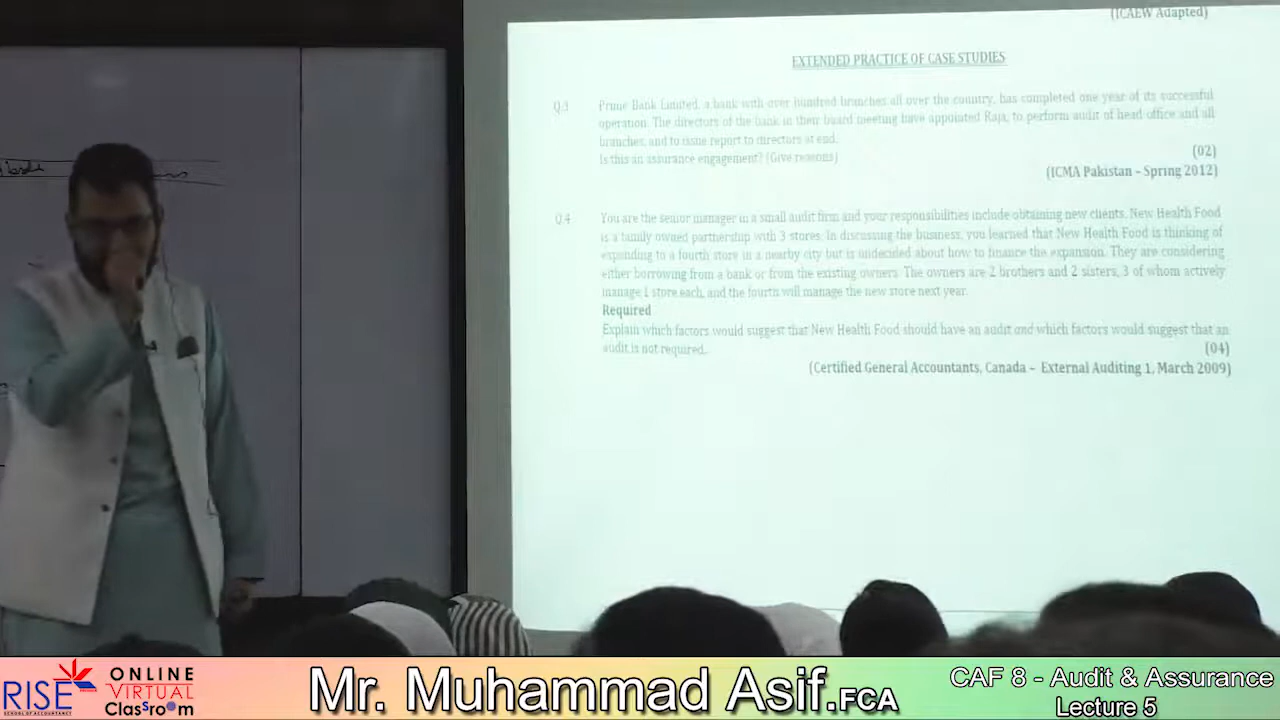 (ICAEW Adapted)
EXTENDED PRACTICE OF CASE STUDIES
Q.3 Prime Bank Limited, a bank with over hundred branches all over the country, has completed one year of its successful
operation. The directors of the bank in their board meeting have appointed Raja, to perform audit of head office and all
branches, and to issue report to directors at end.
Is this an assurance engagement? (Give reasons)
(02)
(ICMA Pakistan – Spring 2012)
Q.4 You are the senior manager in a small audit firm and your responsibilities include obtaining new clients. New Health Food
is a family owned partnership with 3 stores. In discussing the business, you learned that New Health Food is thinking of
expanding to a fourth store in a nearby city but is undecided about how to finance the expansion. They are considering
either borrowing from a bank or from the existing owners. The owners are 2 brothers and 2 sisters, 3 of whom actively
manage 1 store each, and the fourth will manage the new store next year.
Required
Explain which factors would suggest that New Health Food should have an audit and which factors would suggest that an
audit is not required. (04)
(Certified General Accountants, Canada – External Auditing 1, March 2009)
RISE
SCHOOL OF ACCOUNTANCY
ONLINE
VIRTUAL
Classroom
Mr. Muhammad Asif.FCA
CAF 8 - Audit & Assurance
Lecture 5